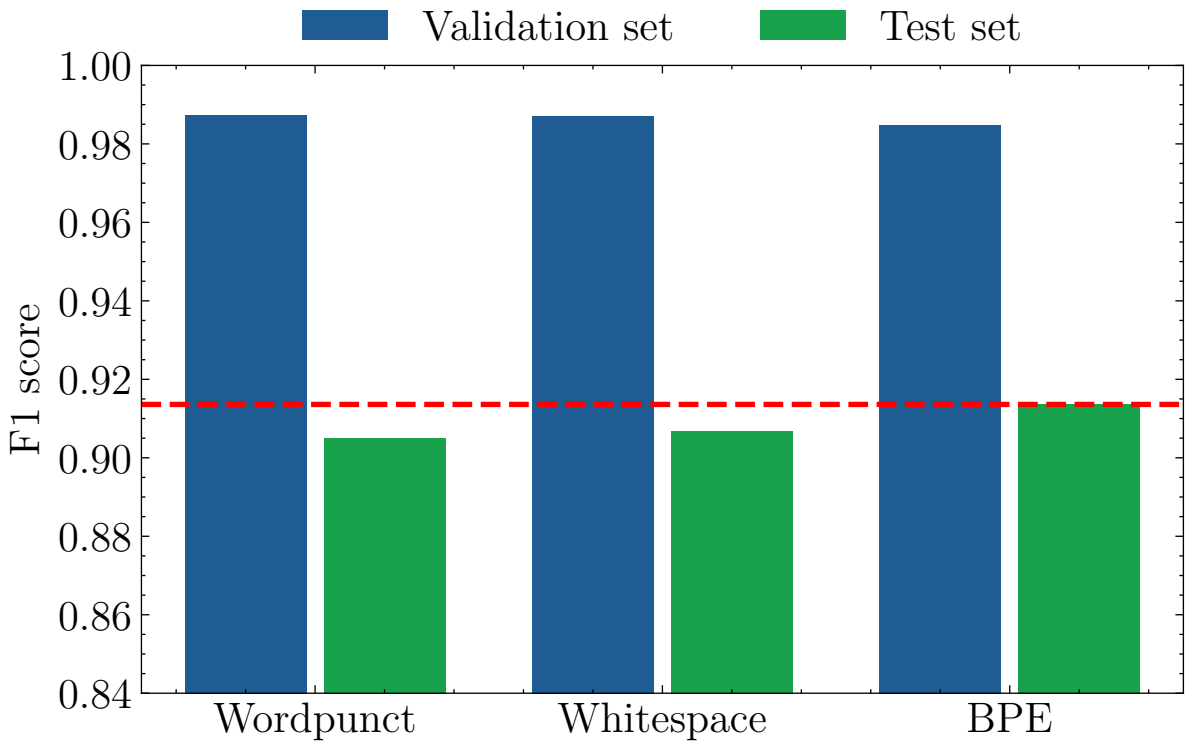 Validation set
Test set
F1 score
1.00
0.98
0.96
0.94
0.92
0.90
0.88
0.86
0.84
Wordpunct
Whitespace
BPE